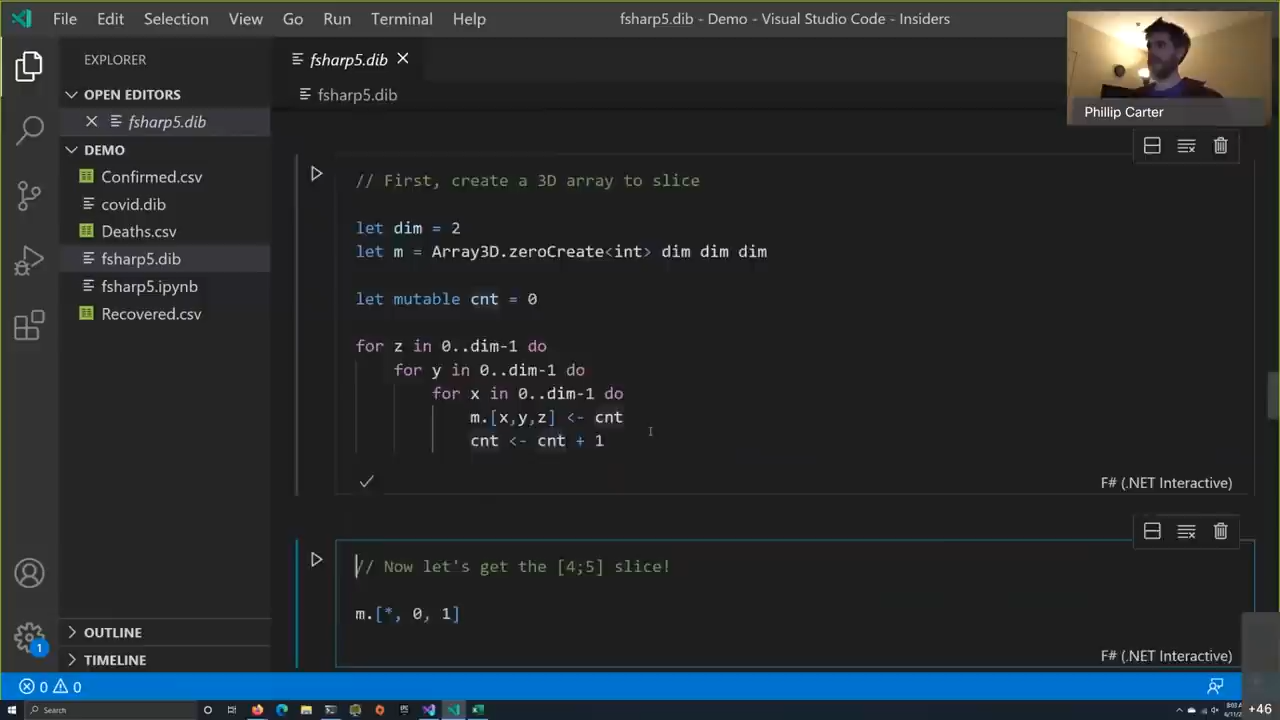 File Edit Selection View Go Run Terminal Help
fsharp5.dib - Demo - Visual Studio Code - Insiders
EXPLORER
OPEN EDITORS
fsharp5.dib
DEMO
Confirmed.csv
covid.dib
Deaths.csv
fsharp5.dib
fsharp5.ipynb
Recovered.csv
OUTLINE
TIMELINE
fsharp5.dib
fsharp5.dib
Phillip Carter
// First, create a 3D array to slice
let dim = 2
let m = Array3D.zeroCreate<int> dim dim dim
let mutable cnt = 0
for z in 0..dim-1 do
for y in 0..dim-1 do
for x in 0..dim-1 do
m.[x,y,z] <- cnt
cnt <- cnt + 1
F# (.NET Interactive)
// Now let's get the [4;5] slice!
m.[*, 0, 1]
F# (.NET Interactive)
1
0 0
Search
+46